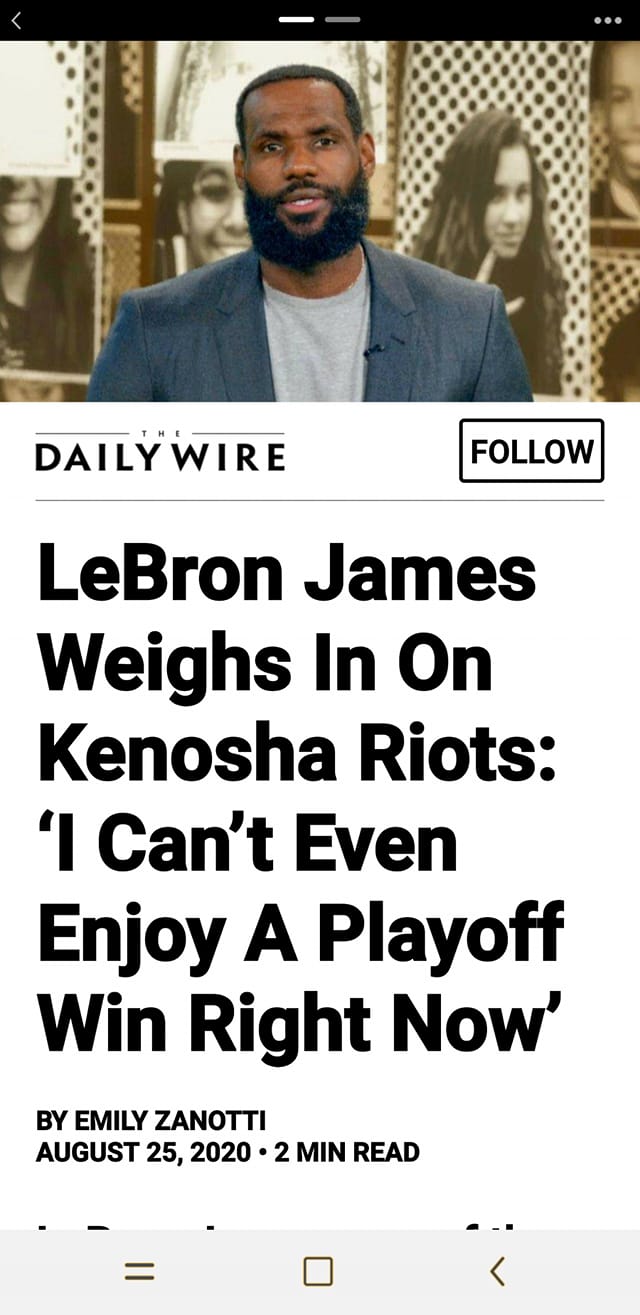 THE
DAILY WIRE
FOLLOW
LeBron James
Weighs In On
Kenosha Riots:
‘I Can’t Even
Enjoy A Playoff
Win Right Now’
BY EMILY ZANOTTI
AUGUST 25, 2020 • 2 MIN READ